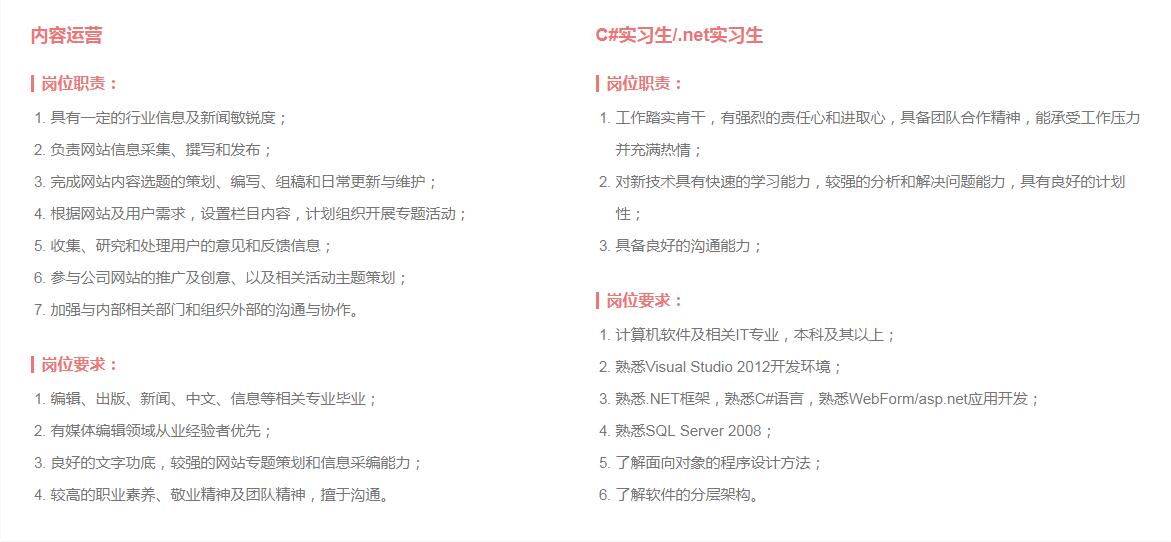 内容运营
岗位职责：
1. 具有一定的行业信息及新闻敏锐度；
2. 负责网站信息采集、撰写和发布；
3. 完成网站内容选题的策划、编写、组稿和日常更新与维护；
4. 根据网站及用户需求，设置栏目内容，计划组织开展专题活动；
5. 收集、研究和处理用户的意见和反馈信息；
6. 参与公司网站的推广及创意、以及相关活动主题策划；
7. 加强与内部相关部门和组织外部的沟通与协作。
岗位要求：
1. 编辑、出版、新闻、中文、信息等相关专业毕业；
2. 有媒体编辑领域从业经验者优先；
3. 良好的文字功底，较强的网站专题策划和信息采编能力；
4. 较高的职业素养、敬业精神及团队精神，擅于沟通。
C#实习生/.net实习生
岗位职责：
1. 工作踏实肯干，有强烈的责任心和进取心，具备团队合作精神，能承受工作压力
并充满热情；
2. 对新技术具有快速的学习能力，较强的分析和解决问题能力，具有良好的计划
性；
3. 具备良好的沟通能力；
岗位要求：
1. 计算机软件及相关IT专业，本科及其以上；
2. 熟悉Visual Studio 2012开发环境；
3. 熟悉.NET框架，熟悉C#语言，熟悉WebForm/asp.net应用开发；
4. 熟悉SQL Server 2008；
5. 了解面向对象的程序设计方法；
6. 了解软件的分层架构。